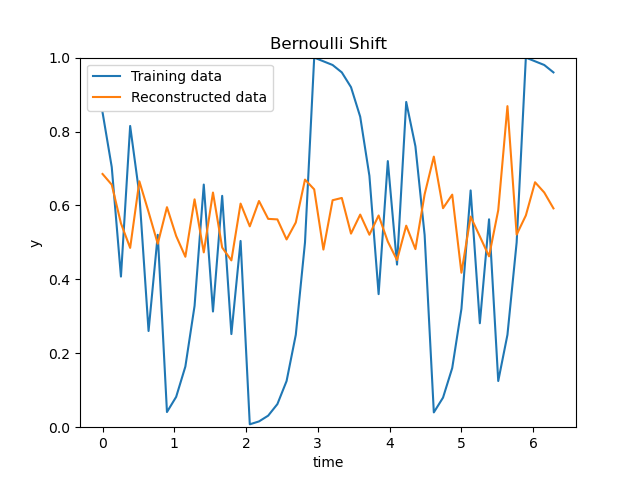 Bernoulli Shift
Training data
Reconstructed data
1.0
0.8
0.6
0.4
0.2
0.0
y
0 1 2 3 4 5 6
time